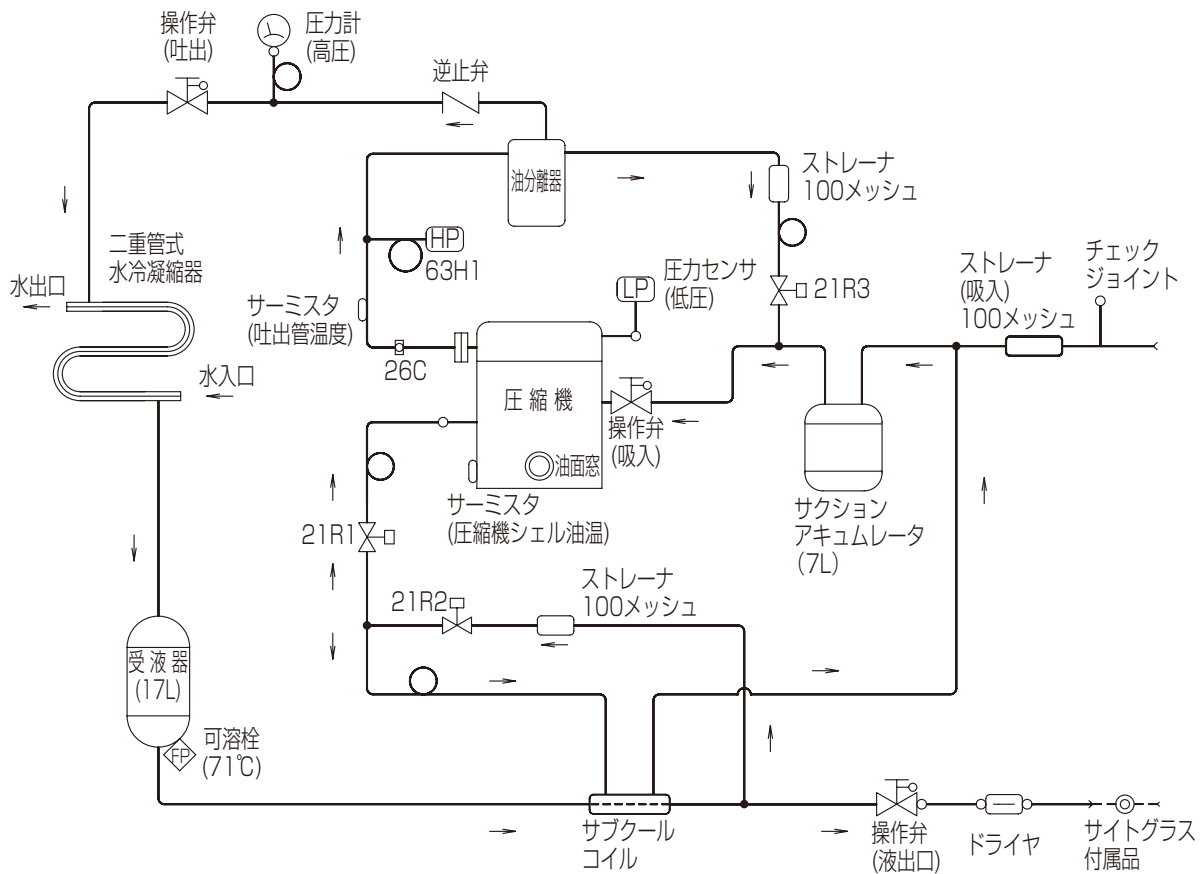 操作弁
(吐出)
圧力計
(高圧)
逆止弁
油分離器
ストレーナ
100メッシュ
HP
63H1
二重管式
水冷凝縮器
水出口
水入口
サーミスタ
(吐出管温度)
26C
LP
圧力センサ
(低圧)
21R3
ストレーナ
(吸入)
100メッシュ
チェック
ジョイント
圧縮機
油面窓
操作弁
(吸入)
サーミスタ
(圧縮機シェル油温)
サクション
アキュムレータ
(7L)
21R1
21R2
ストレーナ
100メッシュ
受液器
(17L)
FP
可溶栓
(71℃)
サブクール
コイル
操作弁
(液出口)
ドライヤ
サイトグラス
付属品